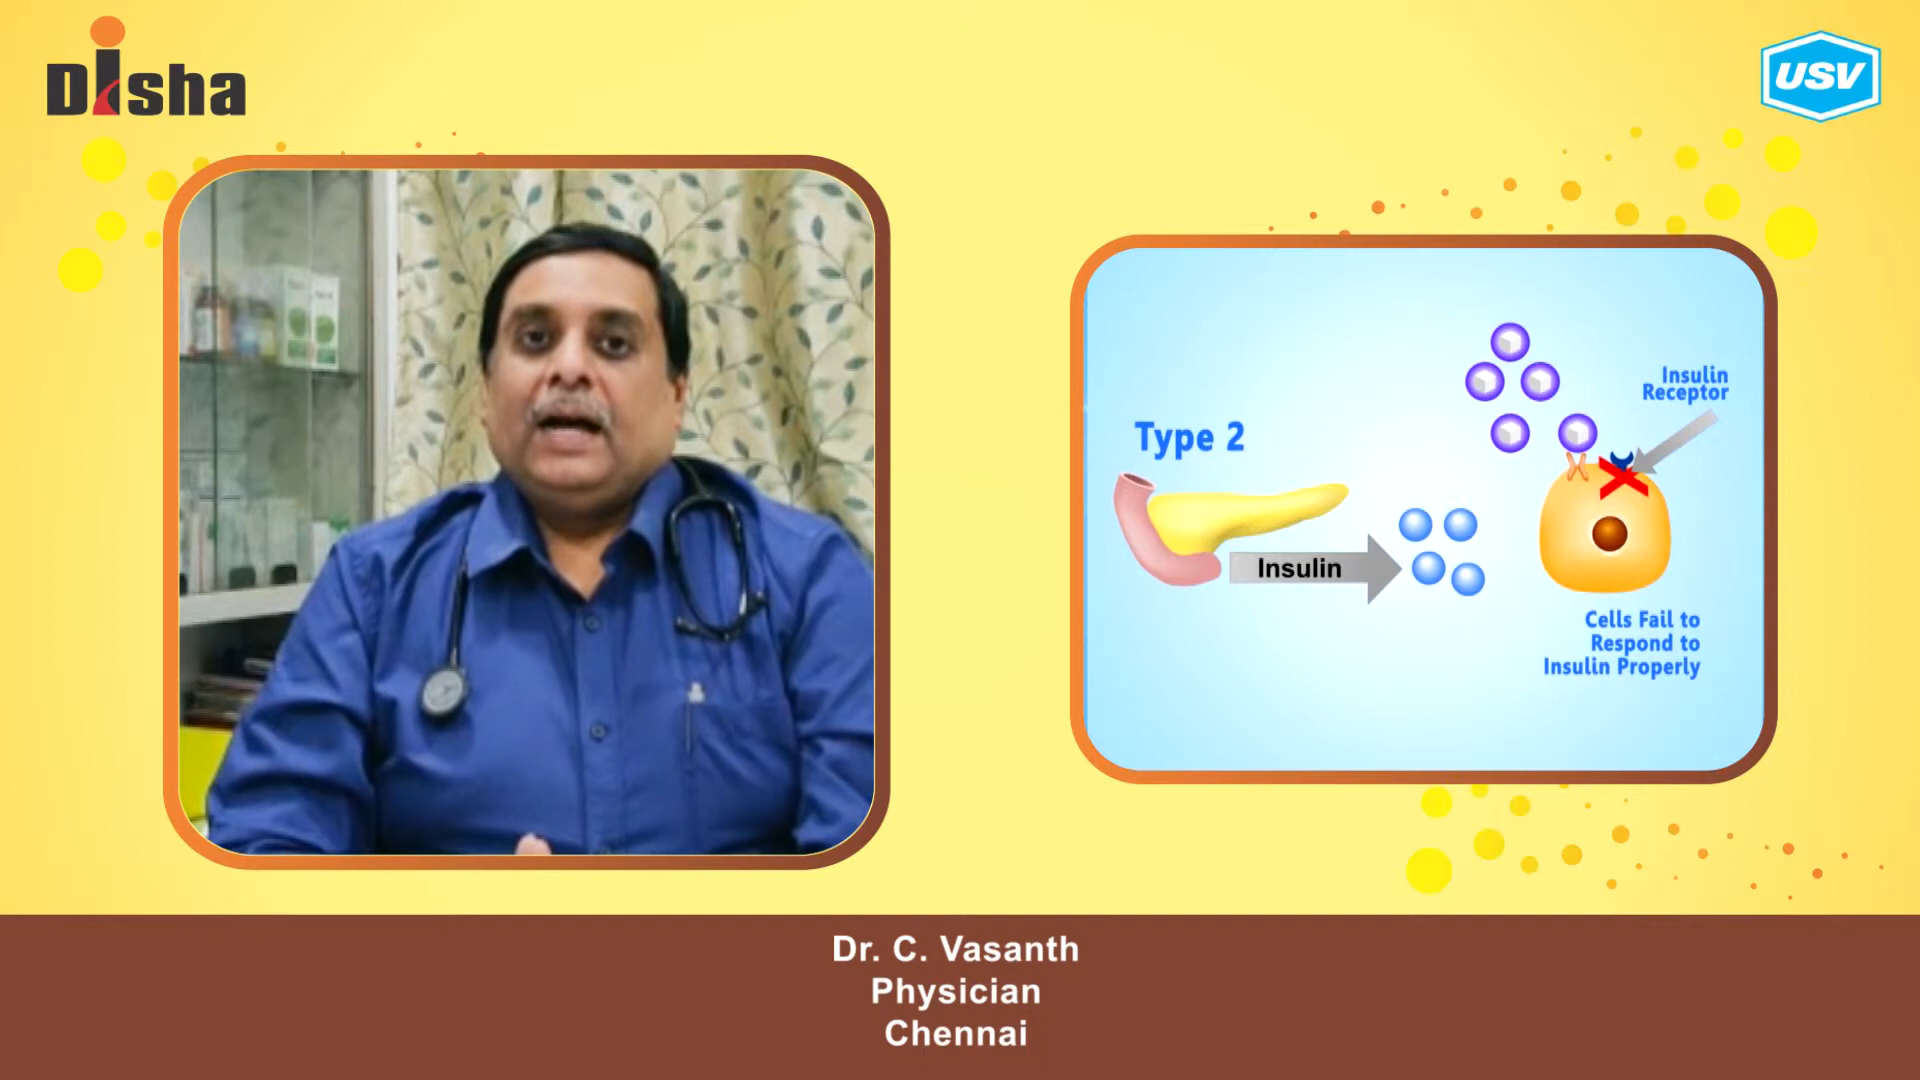 Disha
USV
Type 2
Insulin
Insulin
Receptor
Cells Fail to
Respond to
Insulin Properly
Dr. C. Vasanth
Physician
Chennai